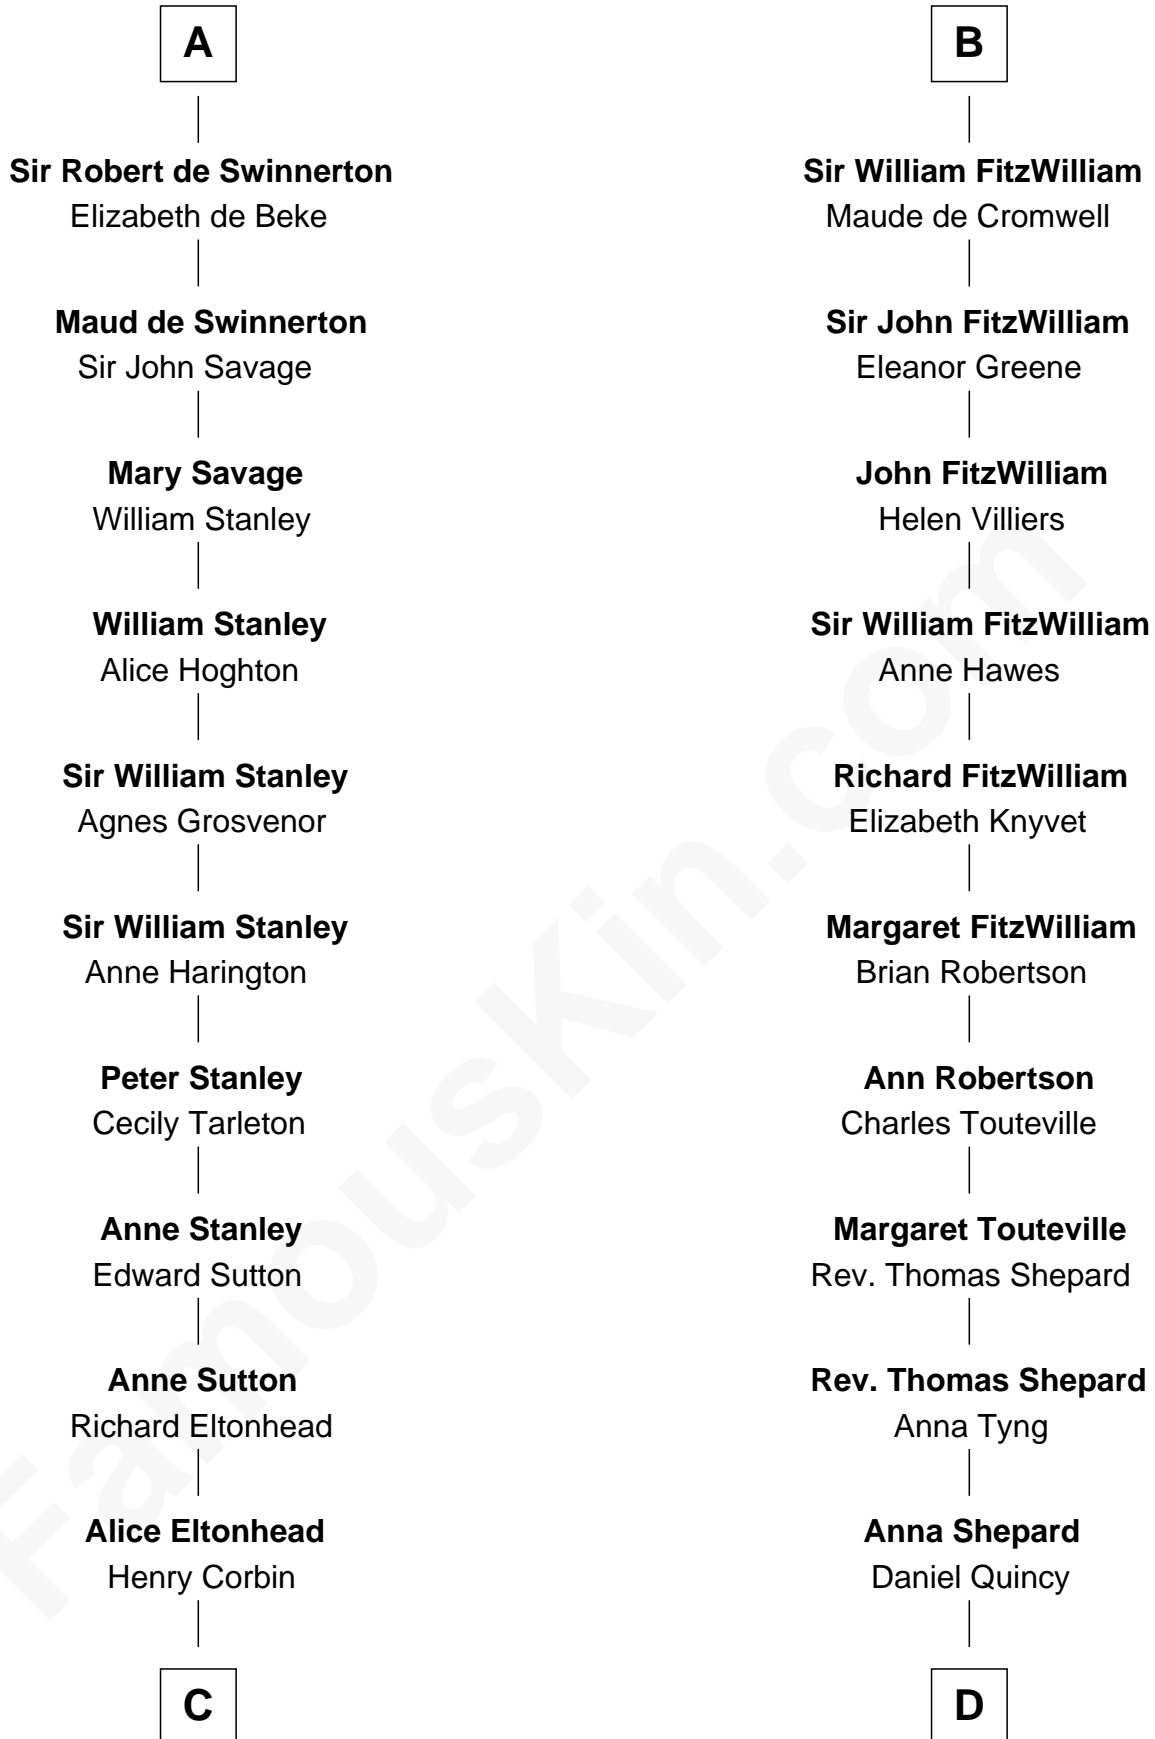 A
Sir Robert de Swinnerton
Elizabeth de Beke
Maud de Swinnerton
Sir John Savage
Mary Savage
William Stanley
William Stanley
Alice Hoghton
Sir William Stanley
Agnes Grosvenor
Sir William Stanley
Anne Harington
Peter Stanley
Cecily Tarleton
Anne Stanley
Edward Sutton
Anne Sutton
Richard Eltonhead
Alice Eltonhead
Henry Corbin
C
B
Sir William FitzWilliam
Maude de Cromwell
Sir John FitzWilliam
Eleanor Greene
John FitzWilliam
Helen Villiers
Sir William FitzWilliam
Anne Hawes
Richard FitzWilliam
Elizabeth Knyvet
Margaret FitzWilliam
Brian Robertson
Ann Robertson
Charles Touteville
Margaret Touteville
Rev. Thomas Shepard
Rev. Thomas Shepard
Anna Tyng
Anna Shepard
Daniel Quincy
D
FamousKin.com